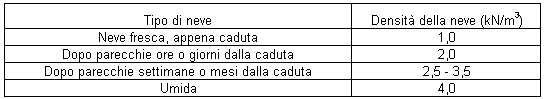 Tipo di neve Densità della neve (kN/m³)
Neve fresca, appena caduta 1,0
Dopo parecchie ore o giorni dalla caduta 2,0
Dopo parecchie settimane o mesi dalla caduta 2,5 - 3,5
Umida 4,0